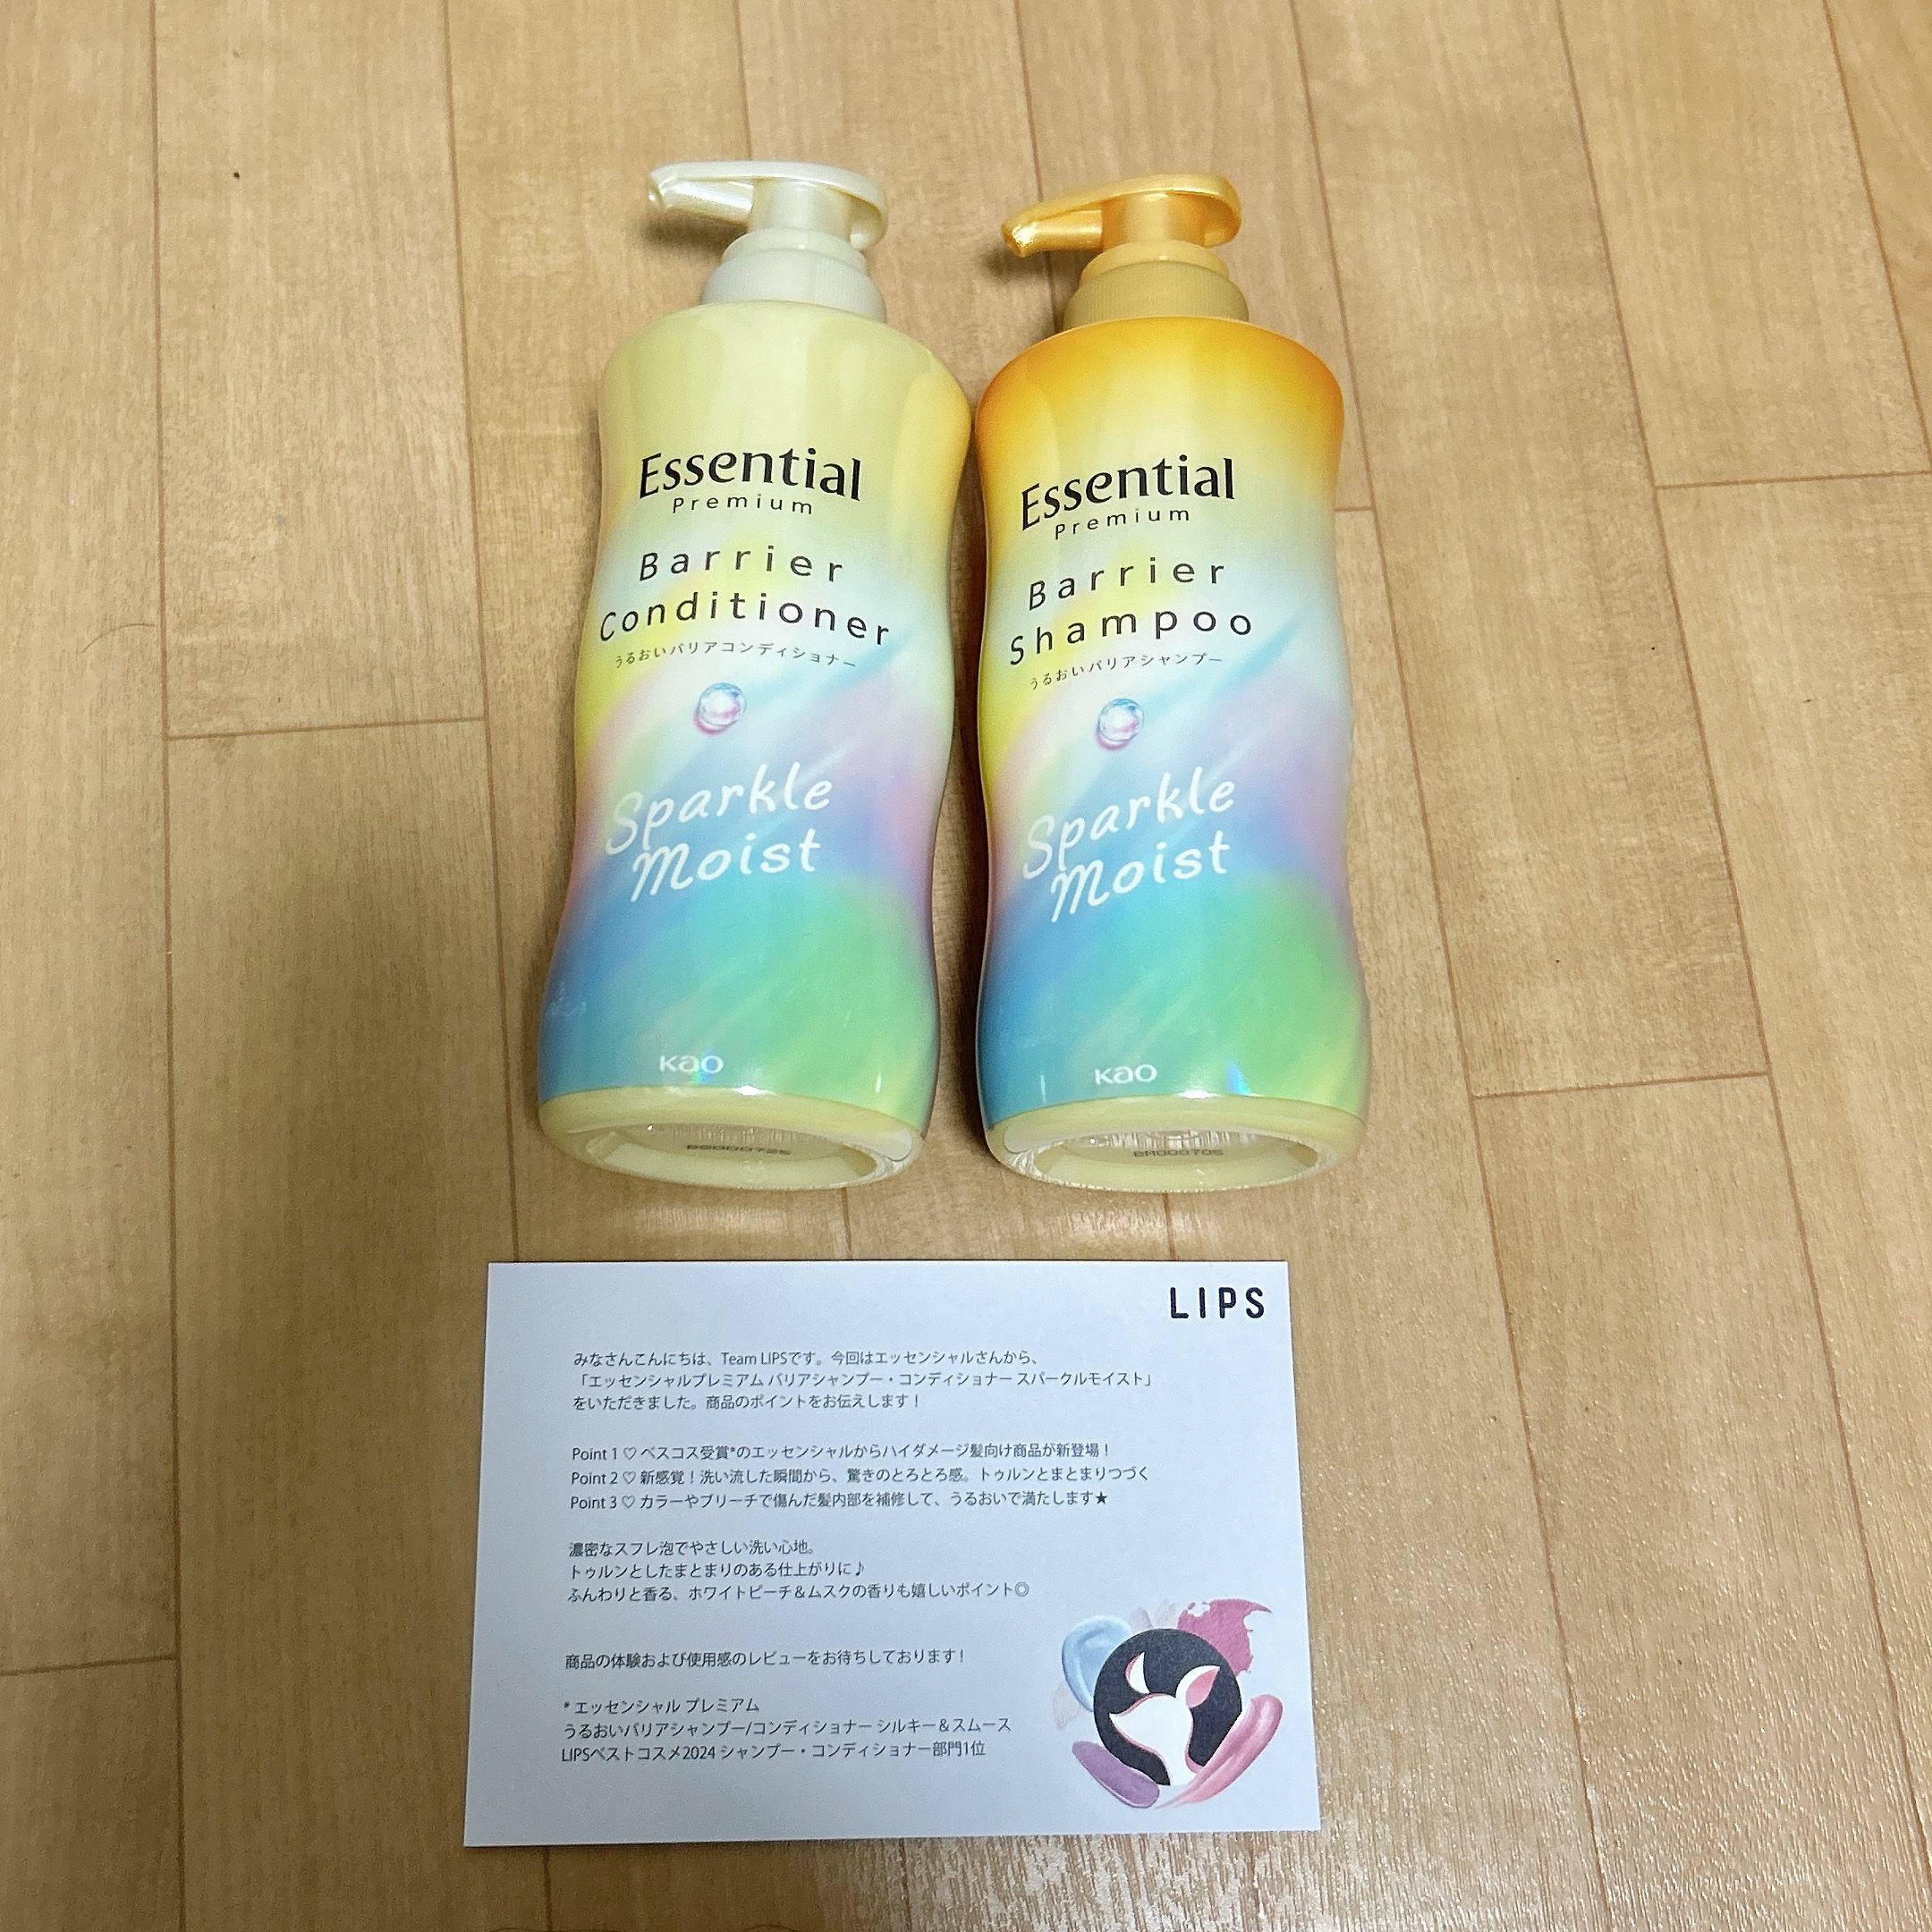 Essential
Premium
Barrier
Conditioner
うるおいバリアコンディショナー
Sparkle
Moist
Kao
Essential
Premium
Barrier
Shampoo
うるおいバリアシャンプー
Sparkle
Moist
Kao
BM000705
LIPS
みなさんこんにちは、Team LIPSです。今回はエッセンシャルさんから、
「エッセンシャルプレミアム バリアシャンプー・コンディショナー スパークルモイスト」
をいただきました。商品のポイントをお伝えします！
Point 1 ♡ ベスコス受賞*のエッセンシャルからハイダメージ髪向け商品が新登場！
Point 2 ♡ 新感覚！洗い流した瞬間から、驚きのとろとろ感。トゥルンとまとまりつづく
Point 3 ♡ カラーやブリーチで傷んだ髪内部を補修して、うるおいで満たします★
濃密なスフレ泡でやさしい洗い心地。
トゥルンとしたまとまりのある仕上がりに♪
ふんわりと香る、ホワイトピーチ＆ムスクの香りも嬉しいポイント◎
商品の体験および使用感のレビューをお待ちしております！
* エッセンシャル プレミアム
うるおいバリアシャンプー/コンディショナー シルキー＆スムース
LIPSベストコスメ2024 シャンプー・コンディショナー部門1位